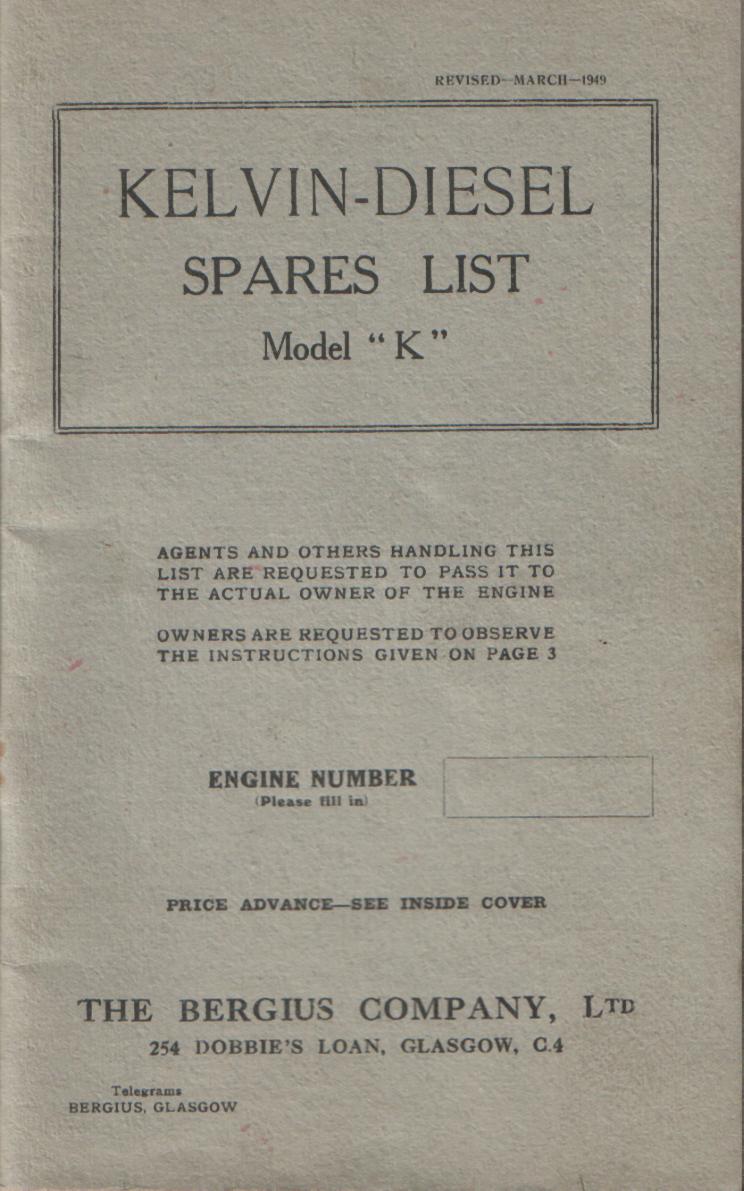 REVISED—MARCH—1949
KELVIN-DIESEL
SPARES LIST
Model “K”
AGENTS AND OTHERS HANDLING THIS
LIST ARE REQUESTED TO PASS IT TO
THE ACTUAL OWNER OF THE ENGINE
OWNERS ARE REQUESTED TO OBSERVE
THE INSTRUCTIONS GIVEN ON PAGE 3
ENGINE NUMBER
(Please fill in)
PRICE ADVANCE—SEE INSIDE COVER
THE BERGIUS COMPANY, LTD
254 DOBBIE'S LOAN, GLASGOW, C.4
Telegrams
BERGIUS, GLASGOW